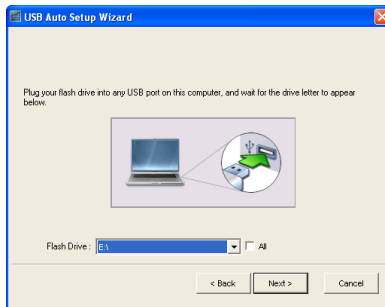 USB Auto Setup Wizard
Plug your flash drive into any USB port on this computer, and wait for the drive letter to appear
below.
Flash Drive : E:\ All
< Back Next > Cancel